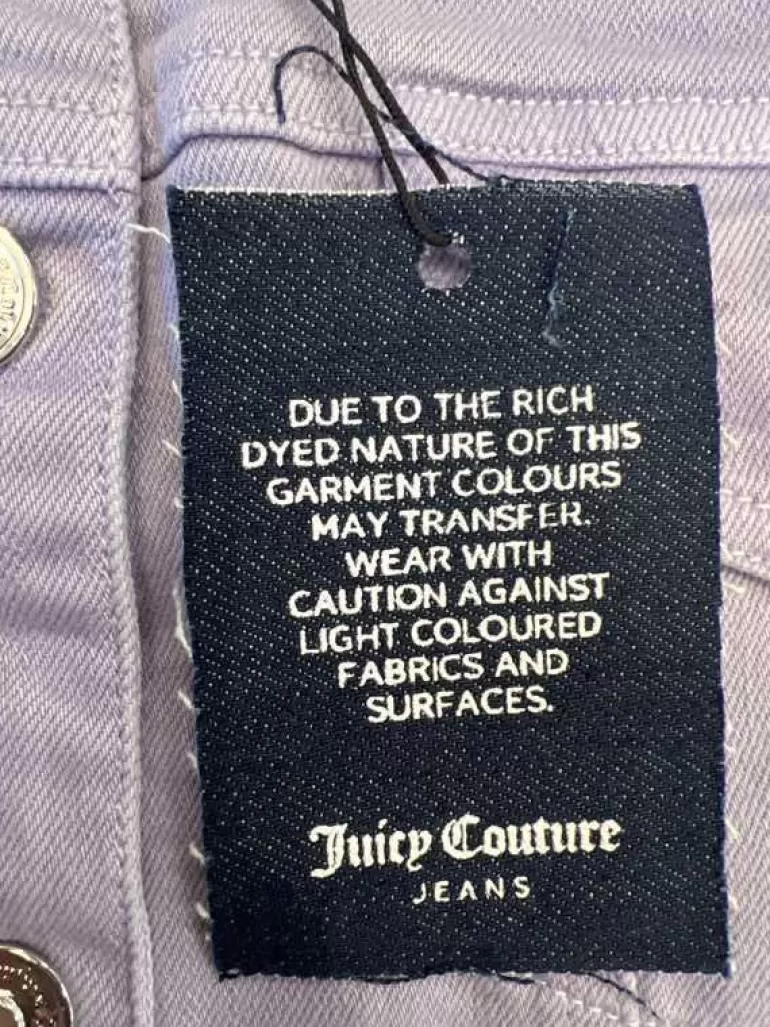 DUE TO THE RICH
DYED NATURE OF THIS
GARMENT COLOURS
MAY TRANSFER.
WEAR WITH
CAUTION AGAINST
LIGHT COLOURED
FABRICS AND
SURFACES.
Juicy Couture
JEANS